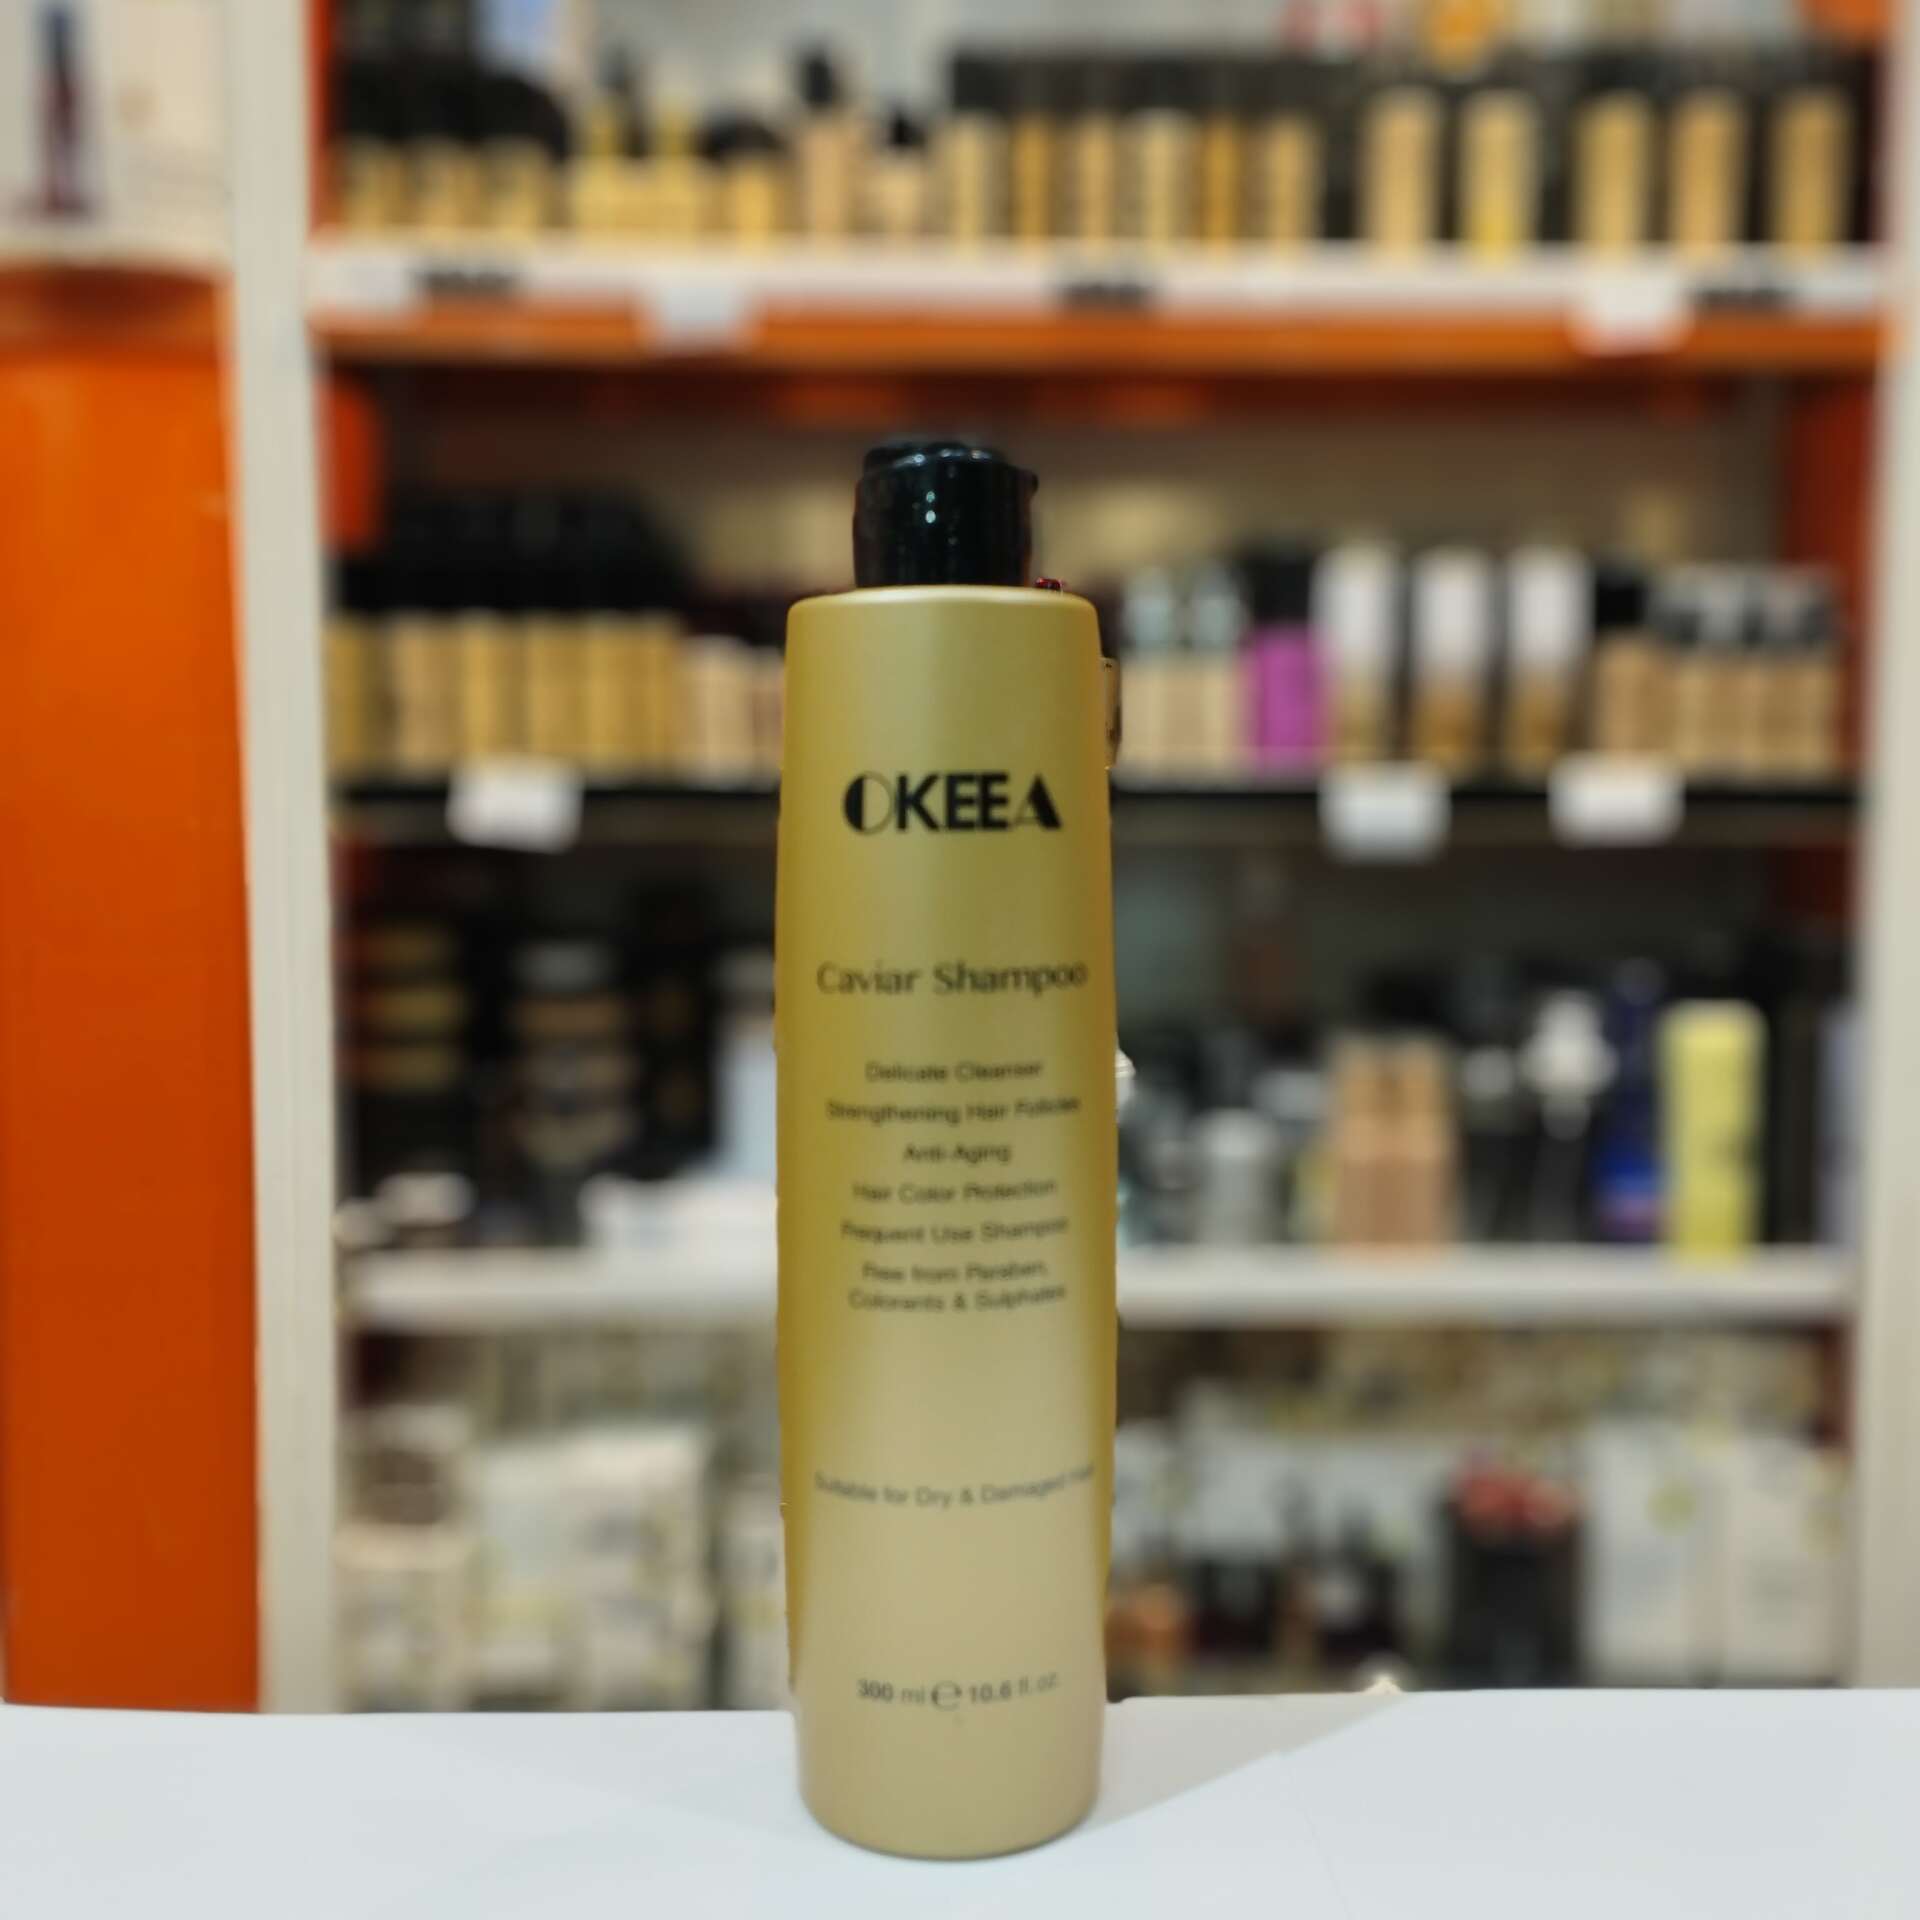 OKEEA
Caviar Shampoo
Delicate Cleanser
Strengthening Hair Follicles
Anti-Aging
Hair Color Protection
Frequent Use Shampoo
Free from Paraben,
Colorants & Sulphates
Suitable for Dry & Damaged Hair
300 ml e 10.6 fl.oz.